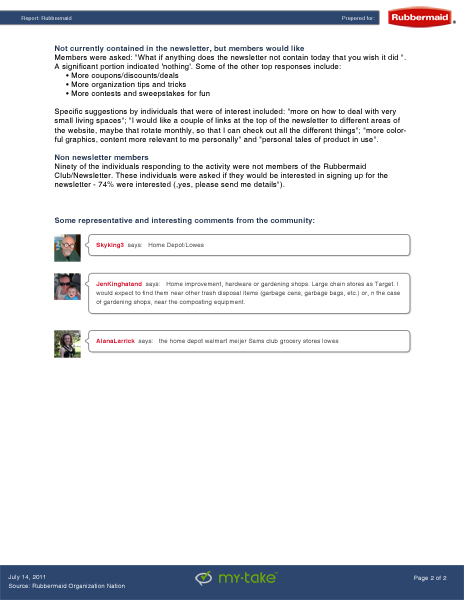 Report: Rubbermaid
Prepared for:
Rubbermaid®
Not currently contained in the newsletter, but members would like
Members were asked: "What if anything does the newsletter not contain today that you wish it did ".
A significant portion indicated 'nothing'. Some of the other top responses include:
• More coupons/discounts/deals
• More organization tips and tricks
• More contests and sweepstakes for fun
Specific suggestions by individuals that were of interest included: "more on how to deal with very
small living spaces"; "I would like a couple of links at the top of the newsletter to different areas of
the website, maybe that rotate monthly, so that I can check out all the different things"; "more color-
ful graphics, content more relevant to me personally" and "personal tales of product in use".
Non newsletter members
Ninety of the individuals responding to the activity were not members of the Rubbermaid
Club/Newsletter. These individuals were asked if they would be interested in signing up for the
newsletter - 74% were interested (,yes, please send me details").
Some representative and interesting comments from the community:
Skyking3 says: Home Depot/Lowes
JenKinghaland says: Home improvement, hardware or gardening shops. Large chain stores as Target. I
would expect to find them near other trash disposal items (garbage cans, garbage bags, etc.) or, n the case
of gardening shops, near the composting equipment.
AlanaLarrick says: the home depot walmart meijer Sams club grocery stores lowes
July 14, 2011
Source: Rubbermaid Organization Nation
my·take™
Page 2 of 2